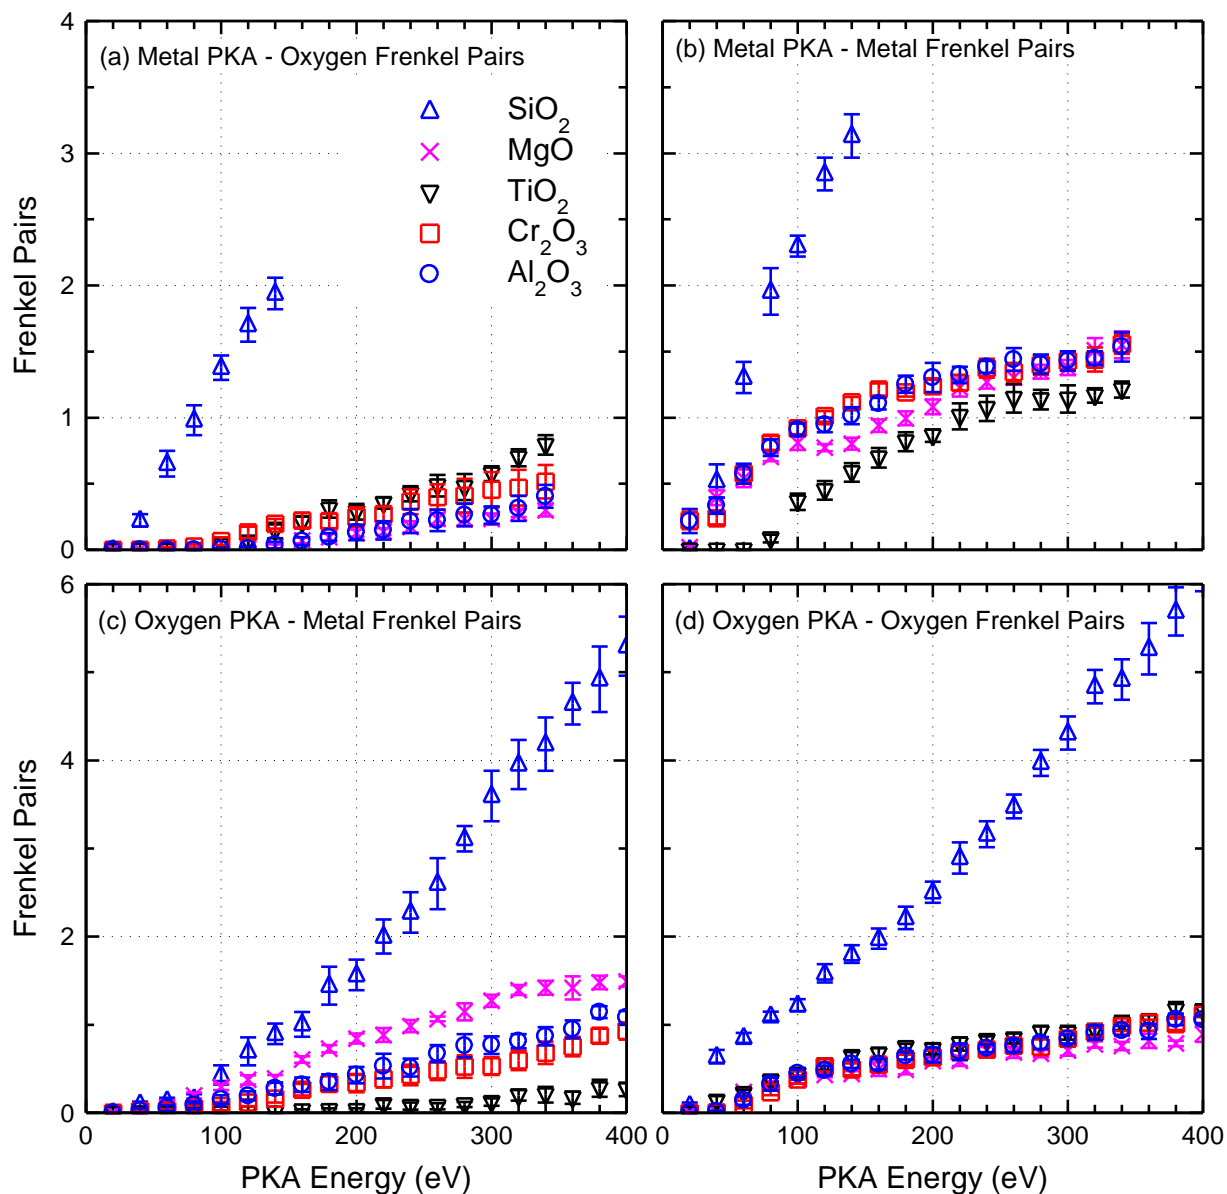 (a) Metal PKA - Oxygen Frenkel Pairs
(b) Metal PKA - Metal Frenkel Pairs
SiO2
MgO
TiO2
Cr2O3
Al2O3
4
3
2
1
0
Frenkel Pairs
(c) Oxygen PKA - Metal Frenkel Pairs
(d) Oxygen PKA - Oxygen Frenkel Pairs
6
4
2
0
Frenkel Pairs
0 100 200 300 400
0 100 200 300 400
PKA Energy (eV)
PKA Energy (eV)